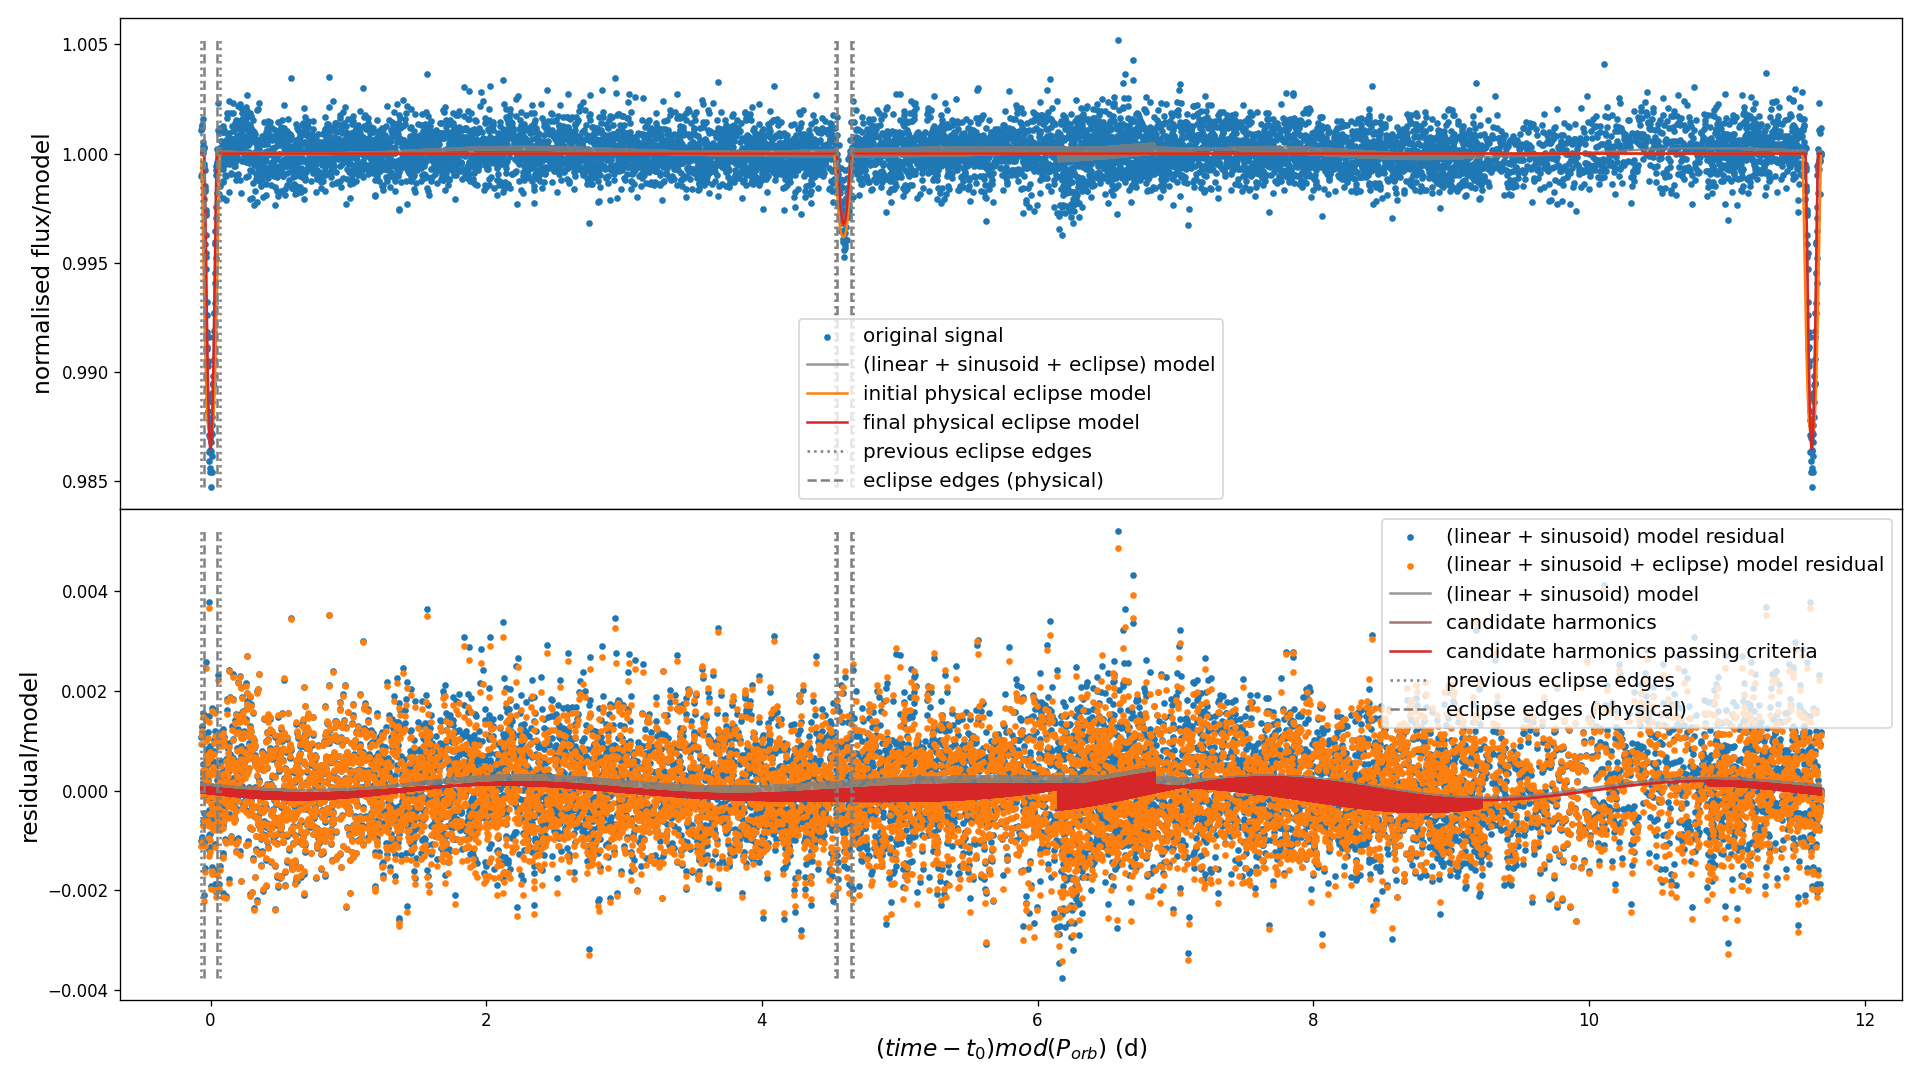 normalised flux/model
1.005
1.000
0.995
0.990
0.985
original signal
(linear + sinusoid + eclipse) model
initial physical eclipse model
final physical eclipse model
previous eclipse edges
eclipse edges (physical)
residual/model
0.004
0.002
0.000
−0.002
−0.004
(linear + sinusoid) model residual
(linear + sinusoid + eclipse) model residual
(linear + sinusoid) model
candidate harmonics
candidate harmonics passing criteria
previous eclipse edges
eclipse edges (physical)
0 2 4 6 8 10 12
(time − t₀)mod(Pₒᵣb) (d)